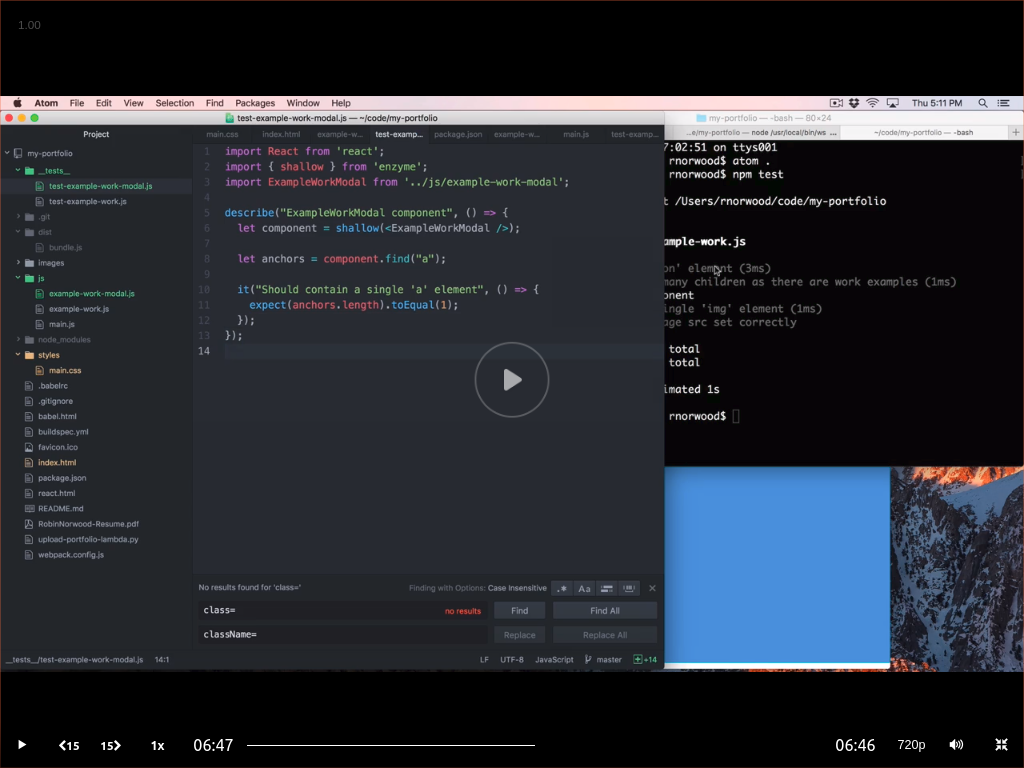 1.00
Atom File Edit View Selection Find Packages Window Help
Thu 5:11 PM
test-example-work-modal.js — ~/code/my-portfolio
my-portfolio — -bash — 80×24
Project
main.css index.html example-w... test-examp... package.json example-w... main.js test-examp...
...e/my-portfolio — node /usr/local/bin/ws ...
~/code/my-portfolio — -bash
my-portfolio
__tests__
test-example-work-modal.js
test-example-work.js
.git
dist
bundle.js
images
js
example-work-modal.js
example-work.js
main.js
node_modules
styles
main.css
.babelrc
.gitignore
babel.html
buildspec.yml
favicon.ico
index.html
package.json
react.html
README.md
RobinNorwood-Resume.pdf
upload-portfolio-lambda.py
webpack.config.js
1 import React from 'react';
2 import { shallow } from 'enzyme';
3 import ExampleWorkModal from '../js/example-work-modal';
4
5 describe("ExampleWorkModal component", () => {
6 let component = shallow(<ExampleWorkModal />);
7
8 let anchors = component.find("a");
9
10 it("Should contain a single 'a' element", () => {
11 expect(anchors.length).toEqual(1);
12 });
13 });
14
7:02:51 on ttys001
rnorwood$ atom .
rnorwood$ npm test
t /Users/rnorwood/code/my-portfolio
ample-work.js
on' element (3ms)
many children as there are work examples (1ms)
onent
ingle 'img' element (1ms)
age src set correctly
total
total
imated 1s
rnorwood$
No results found for 'class='
Finding with Options: Case Insensitive
.* Aa
class= no results Find Find All
className= Replace Replace All
__tests__/test-example-work-modal.js 14:1 LF UTF-8 JavaScript master +14
15 15 1x 06:47 06:46 720p